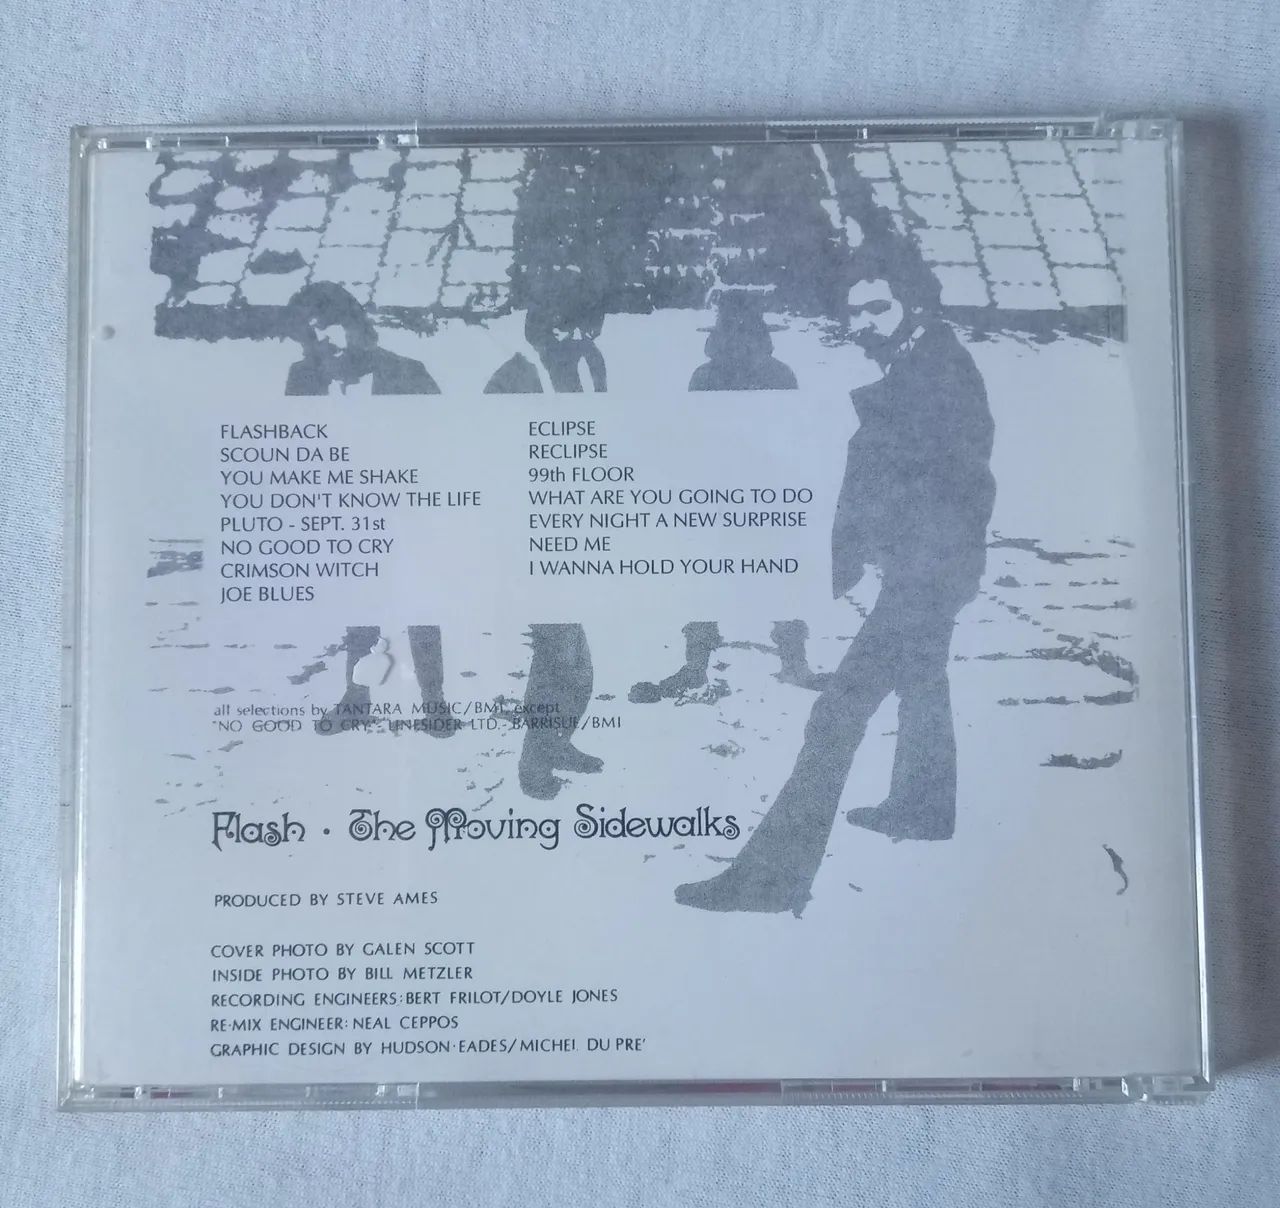 FLASHBACK
SCOUN DA BE
YOU MAKE ME SHAKE
YOU DON'T KNOW THE LIFE
PLUTO - SEPT. 31st
NO GOOD TO CRY
CRIMSON WITCH
JOE BLUES
ECLIPSE
RECLIPSE
99th FLOOR
WHAT ARE YOU GOING TO DO
EVERY NIGHT A NEW SURPRISE
NEED ME
I WANNA HOLD YOUR HAND
all selections by TANTARA MUSIC/BMI, except
"NO GOOD TO CRY"- LINESIDER LTD.- BARRISUE/BMI
Flash • The Moving Sidewalks
PRODUCED BY STEVE AMES
COVER PHOTO BY GALEN SCOTT
INSIDE PHOTO BY BILL METZLER
RECORDING ENGINEERS: BERT FRILOT/DOYLE JONES
RE-MIX ENGINEER: NEAL CEPPOS
GRAPHIC DESIGN BY HUDSON·EADES/MICHEL DU PRE'